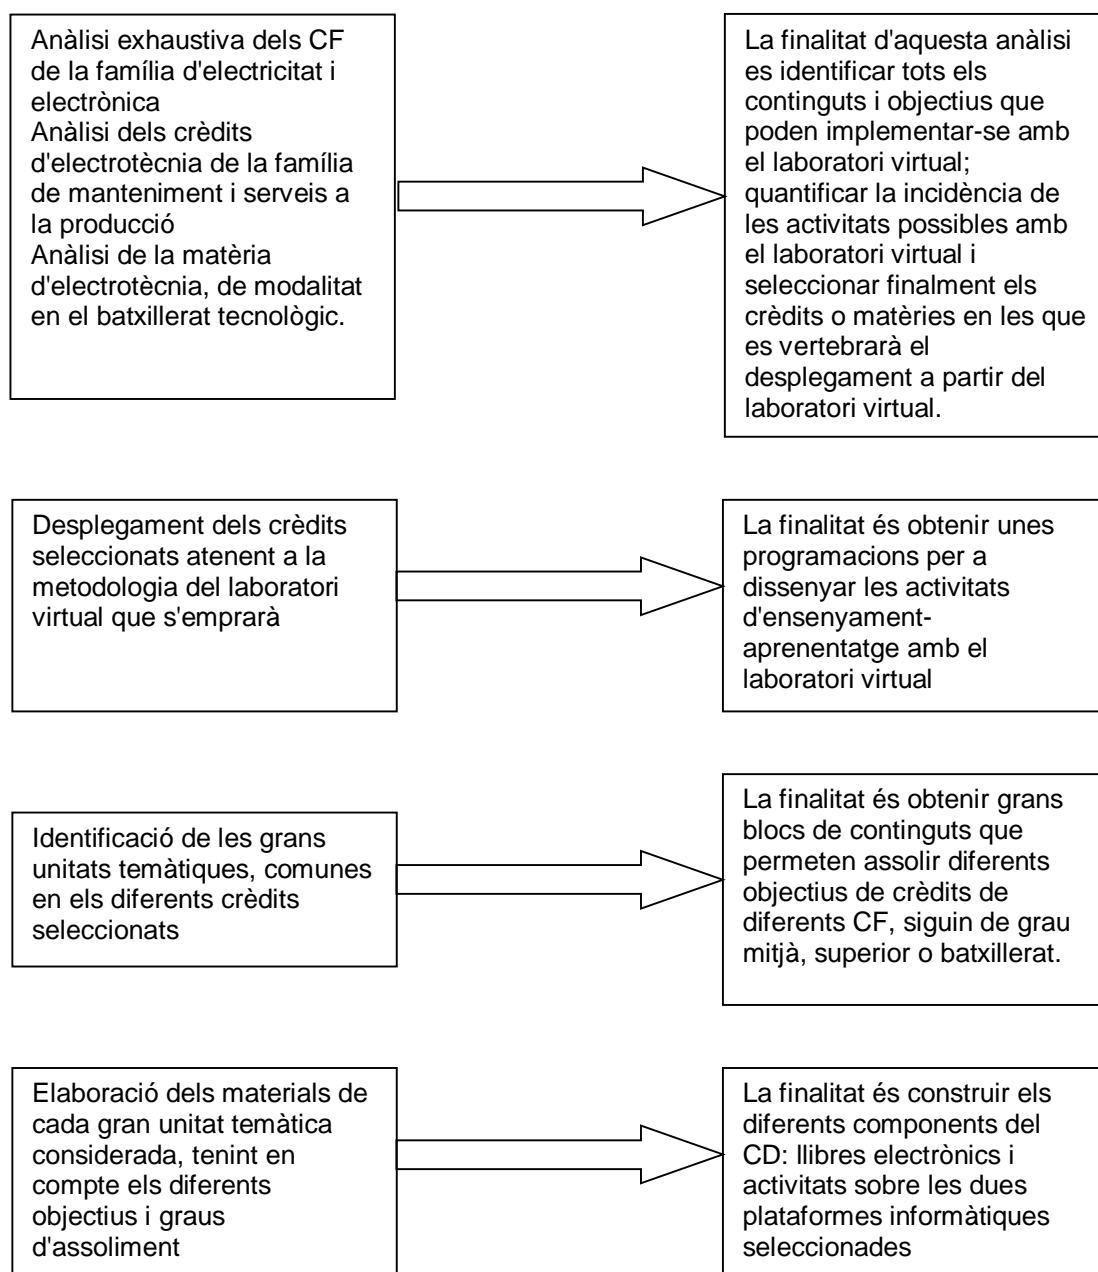 Anàlisi exhaustiva dels CF
de la família d'electricitat i
electrònica
Anàlisi dels crèdits
d'electrotècnia de la família
de manteniment i serveis a
la producció
Anàlisi de la matèria
d'electrotècnia, de modalitat
en el batxillerat tecnològic.
La finalitat d'aquesta anàlisi
es identificar tots els
continguts i objectius que
poden implementar-se amb
el laboratori virtual;
quantificar la incidència de
les activitats possibles amb
el laboratori virtual i
seleccionar finalment els
crèdits o matèries en les que
es vertebrarà el
desplegament a partir del
laboratori virtual.
Desplegament dels crèdits
seleccionats atenent a la
metodologia del laboratori
virtual que s'emprarà
La finalitat és obtenir unes
programacions per a
dissenyar les activitats
d'ensenyament-
aprenentatge amb el
laboratori virtual
Identificació de les grans
unitats temàtiques, comunes
en els diferents crèdits
seleccionats
La finalitat és obtenir grans
blocs de continguts que
permeten assolir diferents
objectius de crèdits de
diferents CF, siguin de grau
mitjà, superior o batxillerat.
Elaboració dels materials de
cada gran unitat temàtica
considerada, tenint en
compte els diferents
objectius i graus
d'assoliment
La finalitat és construir els
diferents components del
CD: llibres electrònics i
activitats sobre les dues
plataformes informàtiques
seleccionades